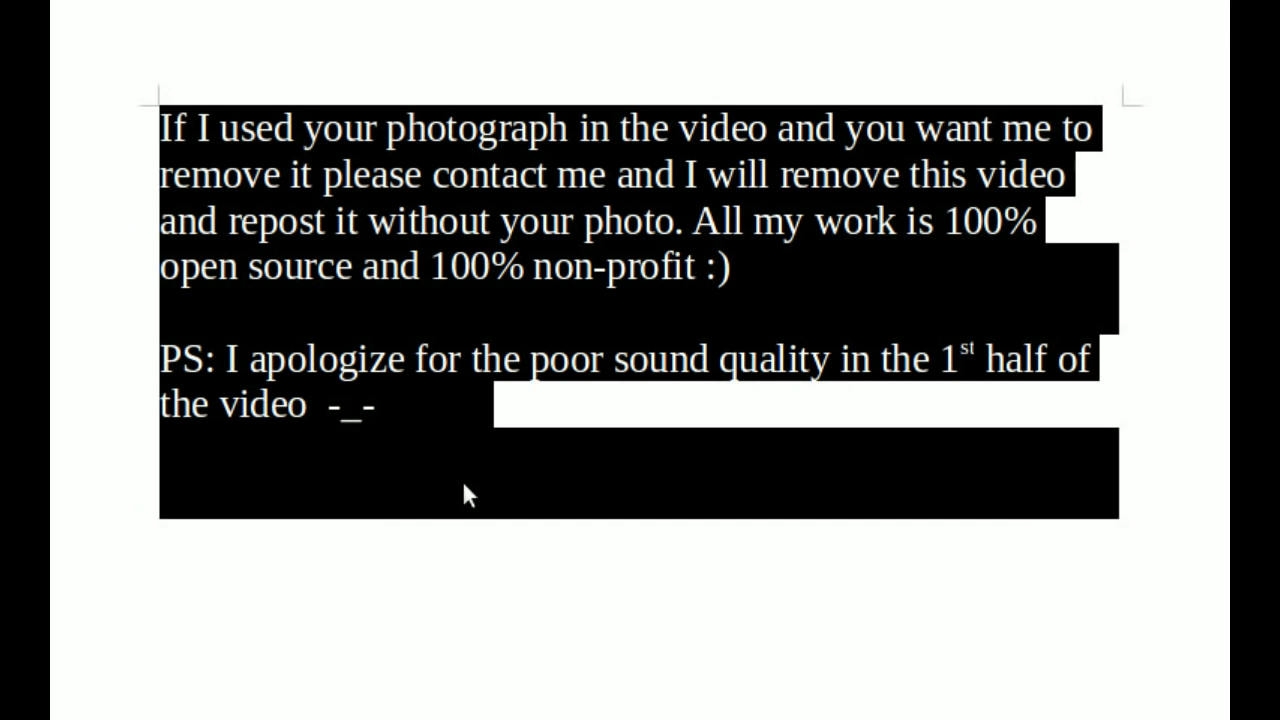 If I used your photograph in the video and you want me to
remove it please contact me and I will remove this video
and repost it without your photo. All my work is 100%
open source and 100% non-profit :)
PS: I apologize for the poor sound quality in the 1st half of
the video  -_-